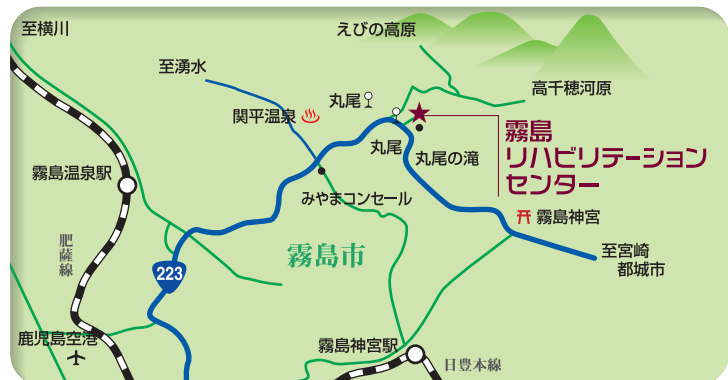 至横川
えびの高原
至湧水
丸尾
高千穂河原
関平温泉
丸尾
丸尾の滝
霧島
リハビリテーション
センター
霧島温泉駅
みやまコンセール
霧島神宮
肥薩線
霧島市
至宮崎
都城市
223
鹿児島空港
霧島神宮駅
日豊本線